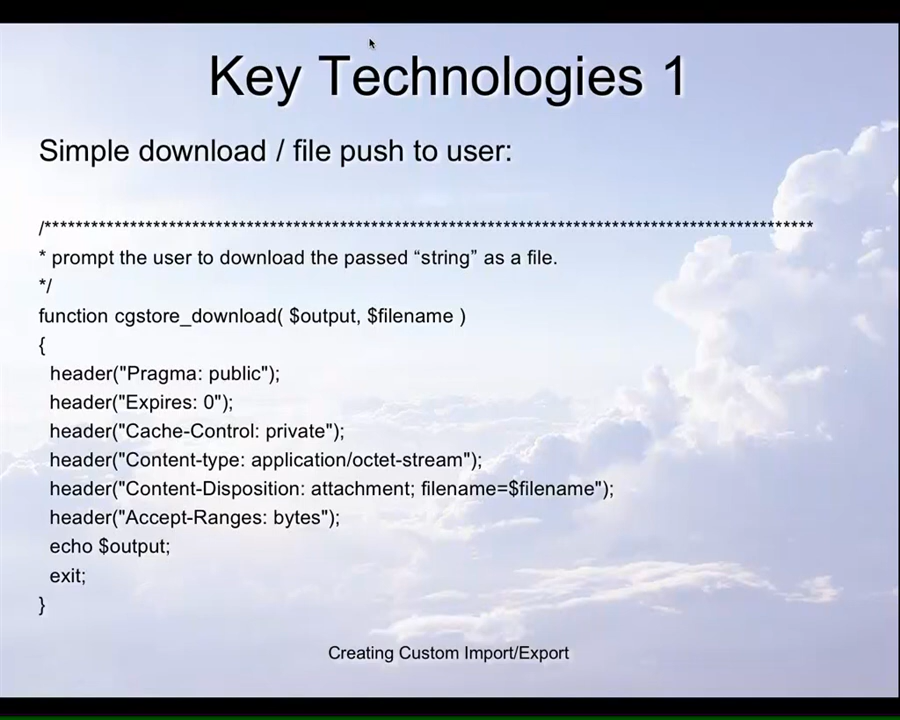 Key Technologies 1
Simple download / file push to user:
/****************************************************************************************************
* prompt the user to download the passed “string” as a file.
*/
function cgstore_download( $output, $filename )
{
header("Pragma: public");
header("Expires: 0");
header("Cache-Control: private");
header("Content-type: application/octet-stream");
header("Content-Disposition: attachment; filename=$filename");
header("Accept-Ranges: bytes");
echo $output;
exit;
}
Creating Custom Import/Export